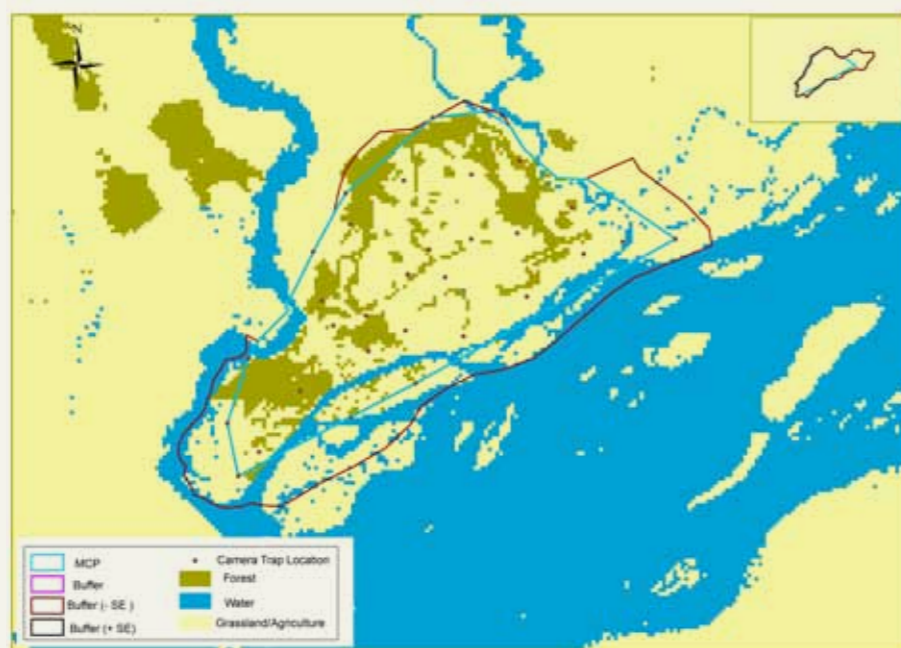 N
MCP
Buffer
Buffer (- SE )
Buffer (+ SE)
Camera Trap Location
Forest
Water
Grassland/Agriculture